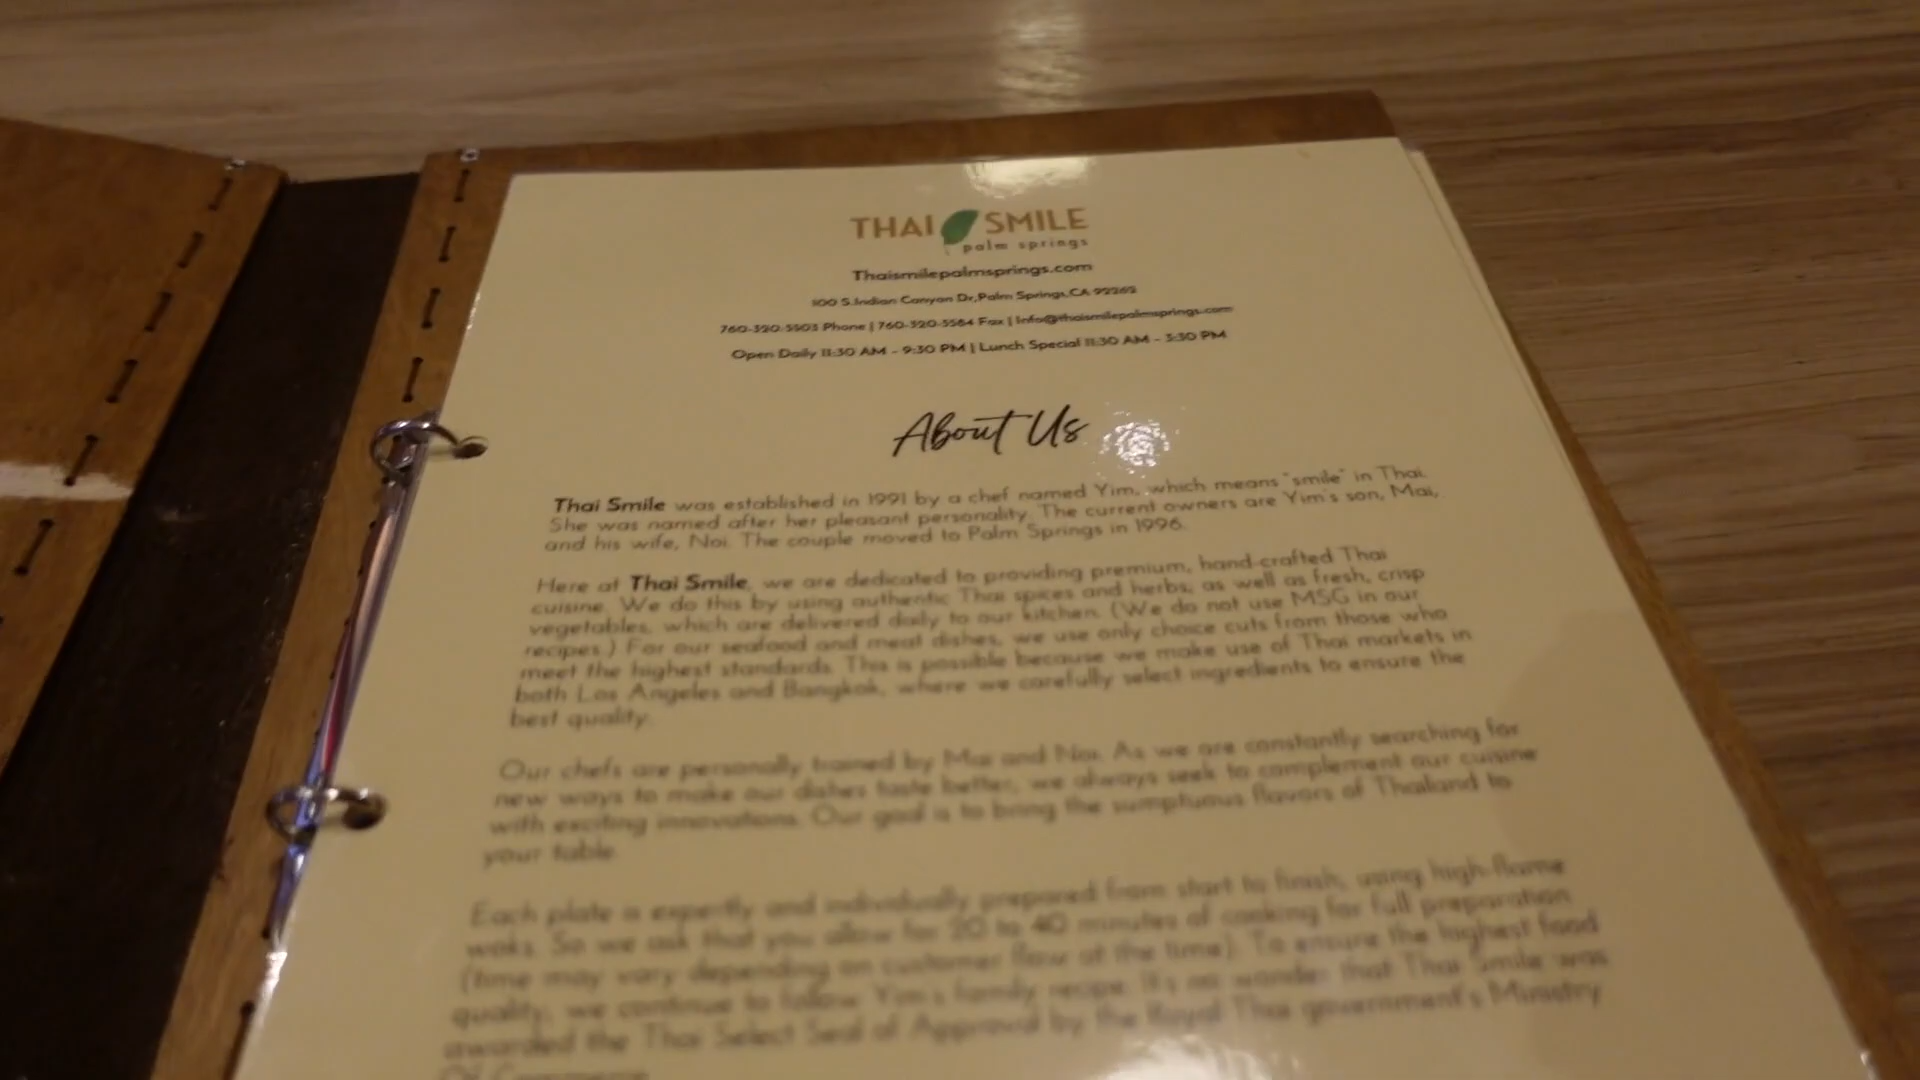 THAI SMILE
palm springs
Thaismilepalmsprings.com
100 S.Indian Canyon Dr,Palm Springs,CA 92262
760-320-5503 Phone | 760-320-5564 Fax | Info@thaismilepalmsprings.com
Open Daily 11:30 AM - 9:30 PM | Lunch Special 11:30 AM - 3:30 PM
About Us
Thai Smile was established in 1991 by a chef named Yim, which means "smile" in Thai.
She was named after her pleasant personality. The current owners are Yim's son, Mai,
and his wife, Noi. The couple moved to Palm Springs in 1996.
Here at Thai Smile, we are dedicated to providing premium, hand-crafted Thai
cuisine. We do this by using authentic Thai spices and herbs, as well as fresh, crisp
vegetables, which are delivered daily to our kitchen. (We do not use MSG in our
recipes.) For our seafood and meat dishes, we use only choice cuts from those who
meet the highest standards. This is possible because we make use of Thai markets in
both Los Angeles and Bangkok, where we carefully select ingredients to ensure the
best quality.
Our chefs are personally trained by Mai and Noi. As we are constantly searching for
new ways to make our dishes taste better, we always seek to complement our cuisine
with exciting innovations. Our goal is to bring the sumptuous flavors of Thailand to
your table.
Each plate is expertly and individually prepared from start to finish, using high-flame
woks. So we ask that you allow for 20 to 40 minutes of cooking for full preparation
(time may vary depending on customer flow at the time). To ensure the highest food
quality, we continue to follow Yim's family recipe. It's no wonder that Thai Smile was
awarded the Thai Select Seal of Approval by the Royal Thai government's Ministry
Of Commerce